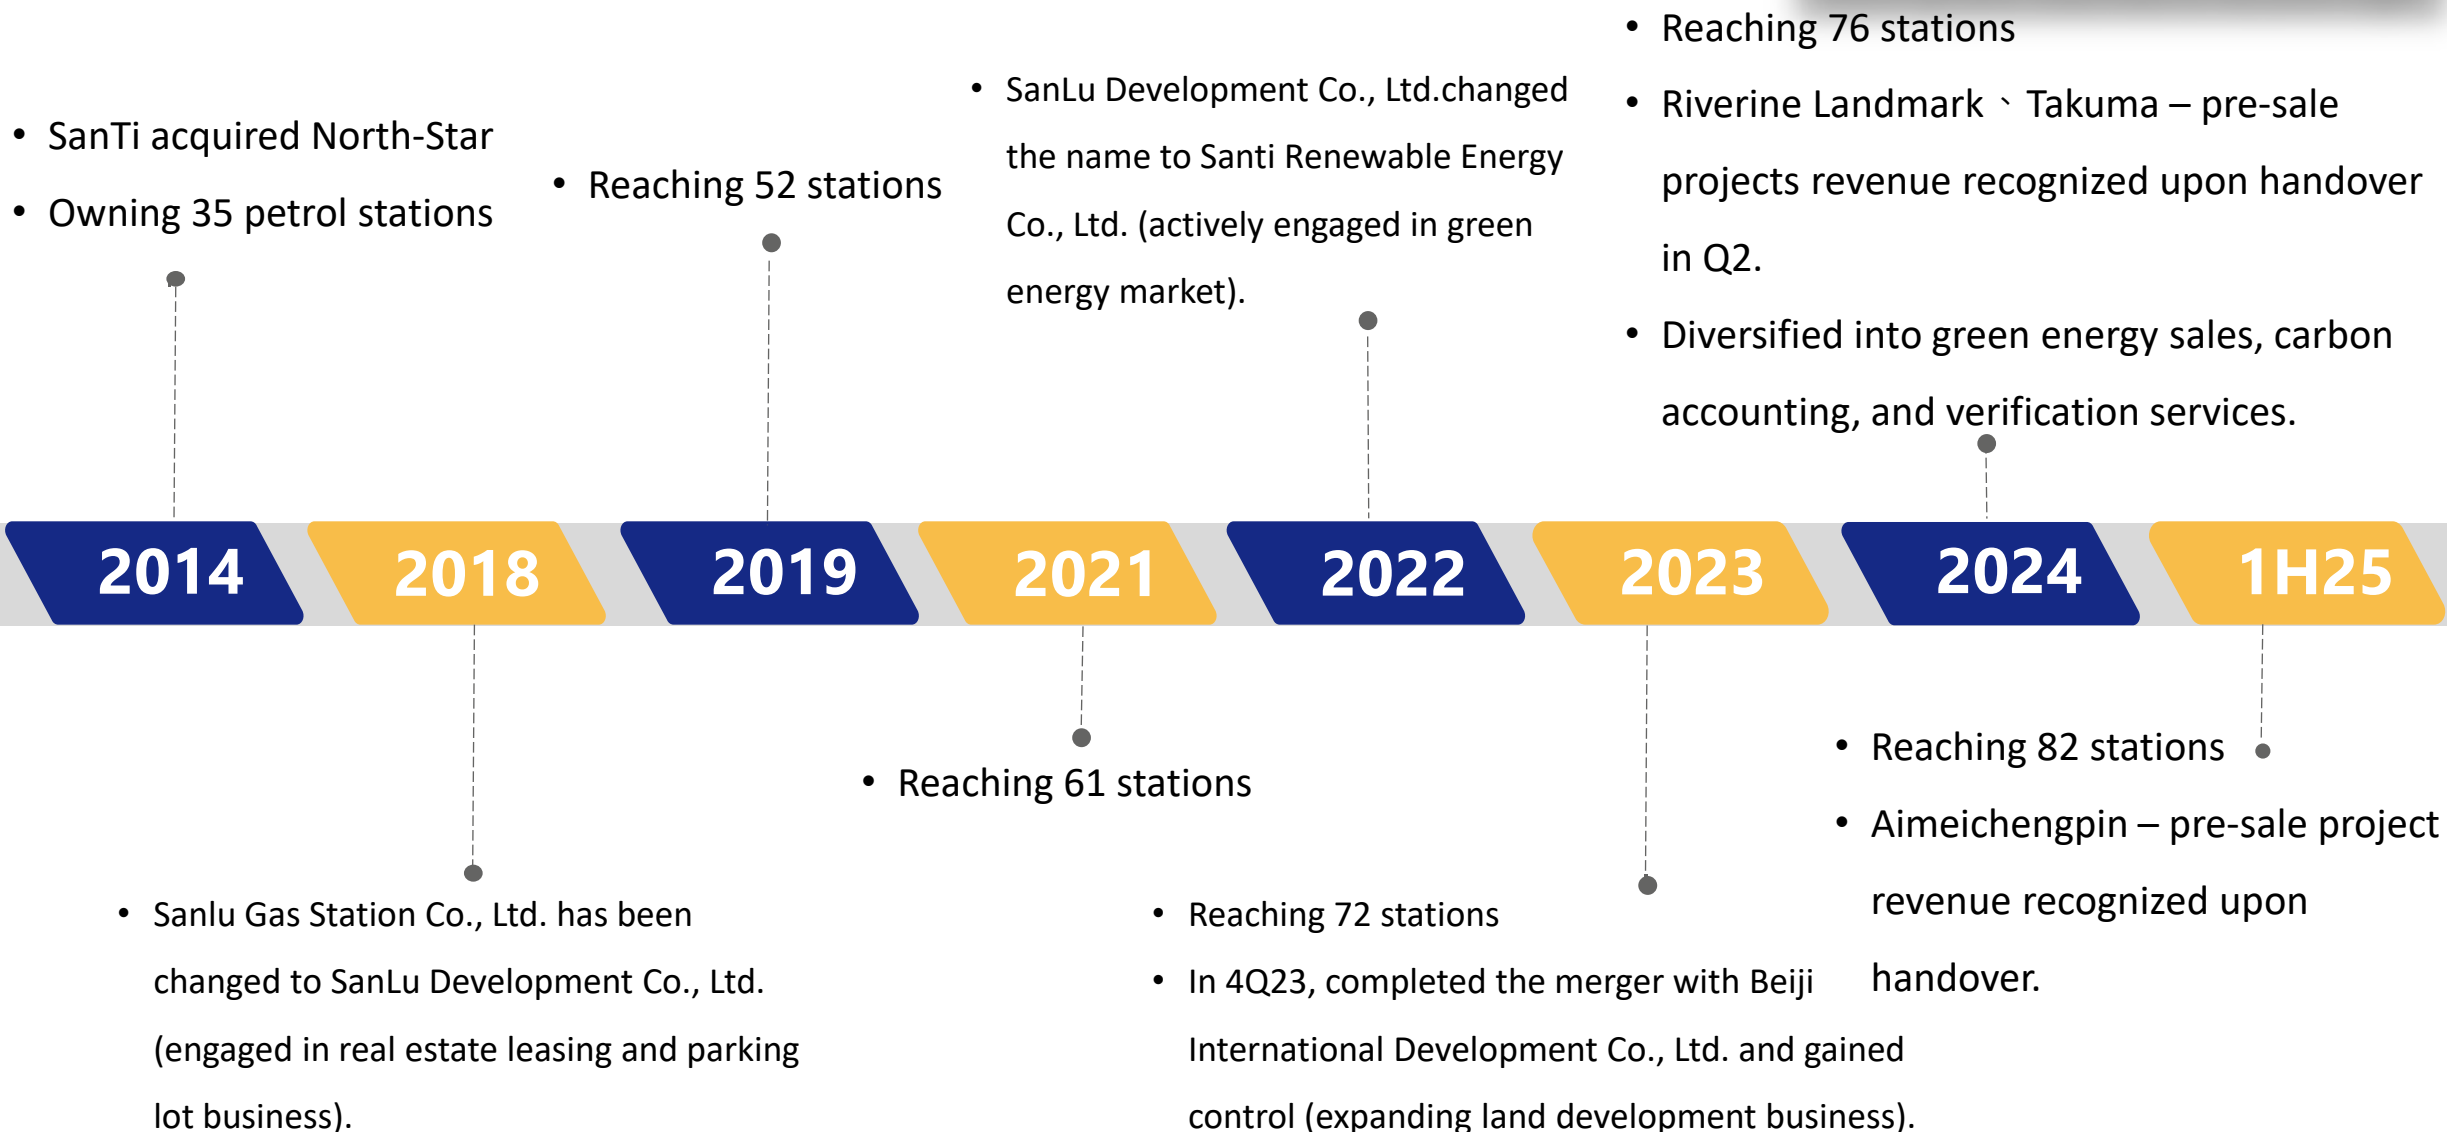 • SanTi acquired North-Star
• Owning 35 petrol stations
• Reaching 52 stations
• SanLu Development Co., Ltd.changed
the name to Santi Renewable Energy
Co., Ltd. (actively engaged in green
energy market).
• Reaching 76 stations
• Riverine Landmark、Takuma – pre-sale
projects revenue recognized upon handover
in Q2.
• Diversified into green energy sales, carbon
accounting, and verification services.
2014
2018
2019
2021
2022
2023
2024
1H25
• Sanlu Gas Station Co., Ltd. has been
changed to SanLu Development Co., Ltd.
(engaged in real estate leasing and parking
lot business).
• Reaching 61 stations
• Reaching 72 stations
• In 4Q23, completed the merger with Beiji
International Development Co., Ltd. and gained
control (expanding land development business).
• Reaching 82 stations
• Aimeichengpin – pre-sale project
revenue recognized upon
handover.